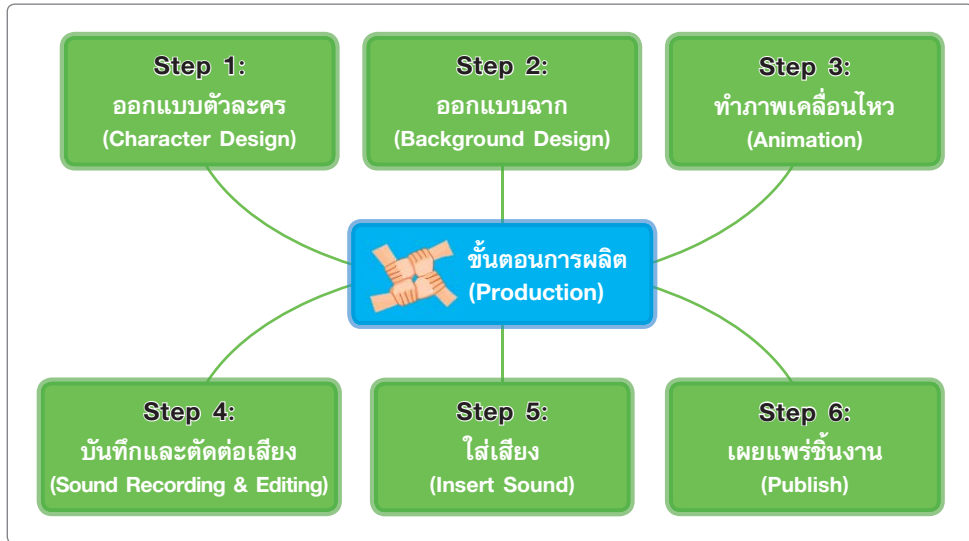 Step 1:
ออกแบบตัวละคร
(Character Design)
Step 2:
ออกแบบฉาก
(Background Design)
Step 3:
ทำภาพเคลื่อนไหว
(Animation)
ขั้นตอนการผลิต
(Production)
Step 4:
บันทึกและตัดต่อเสียง
(Sound Recording & Editing)
Step 5:
ใส่เสียง
(Insert Sound)
Step 6:
เผยแพร่ชิ้นงาน
(Publish)